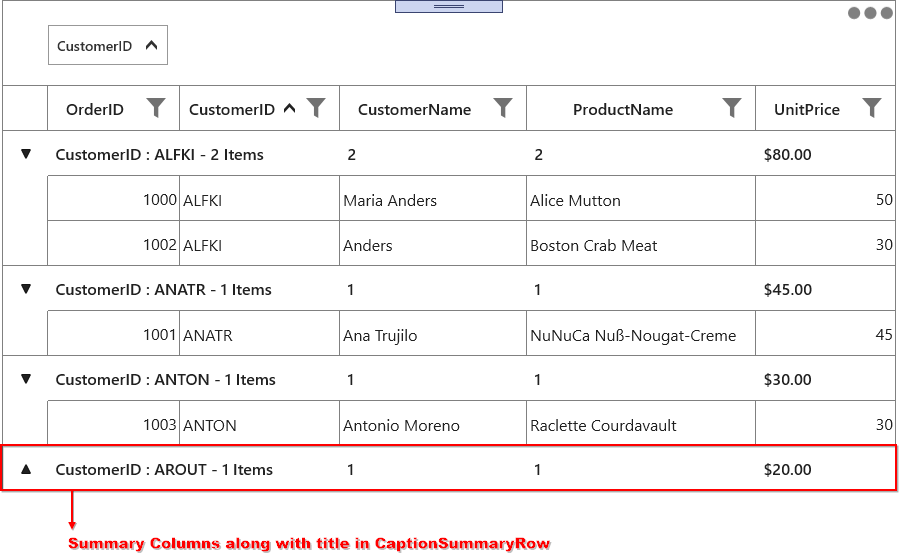 CustomerID
OrderID CustomerID CustomerName ProductName UnitPrice
CustomerID : ALFKI - 2 Items 2 2 $80.00
1000 ALFKI Maria Anders Alice Mutton 50
1002 ALFKI Anders Boston Crab Meat 30
CustomerID : ANATR - 1 Items 1 1 $45.00
1001 ANATR Ana Trujilo NuNuCa Nuß-Nougat-Creme 45
CustomerID : ANTON - 1 Items 1 1 $30.00
1003 ANTON Antonio Moreno Raclette Courdavault 30
CustomerID : AROUT - 1 Items 1 1 $20.00
Summary Columns along with title in CaptionSummaryRow